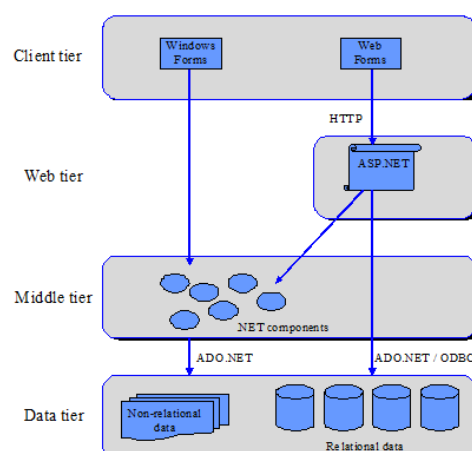 Client tier
Windows
Forms
Web
Forms
HTTP
Web tier
ASP.NET
Middle tier
.NET components
ADO.NET
ADO.NET / ODBC
Data tier
Non-relational
data
Relational data